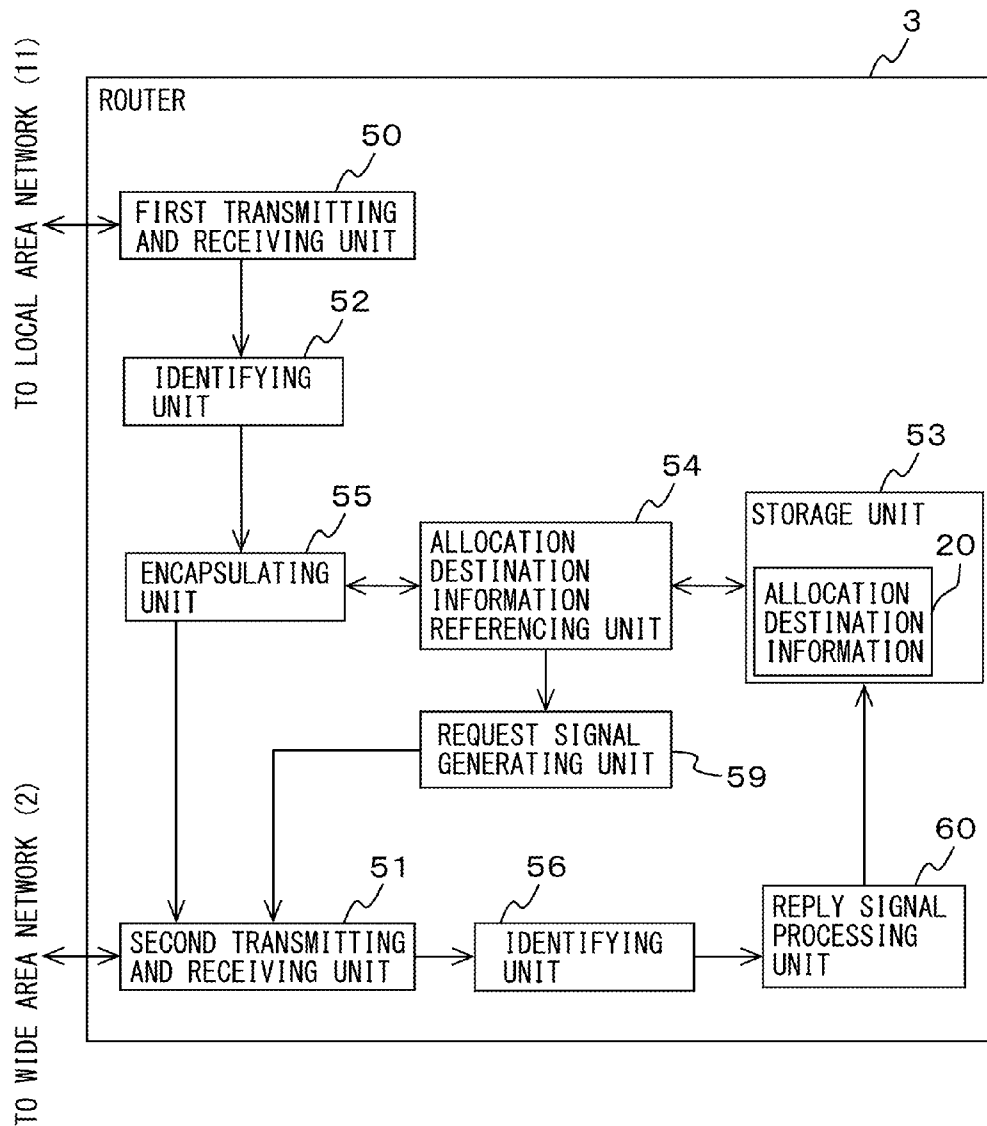 3
TO LOCAL AREA NETWORK (11)
ROUTER
50
FIRST TRANSMITTING
AND RECEIVING UNIT
52
IDENTIFYING
UNIT
53
STORAGE UNIT
54
55
ALLOCATION
DESTINATION
INFORMATION
REFERENCING UNIT
20
ENCAPSULATING
UNIT
ALLOCATION
DESTINATION
INFORMATION
REQUEST SIGNAL
GENERATING UNIT
59
TO WIDE AREA NETWORK (2)
60
51
56
REPLY SIGNAL
PROCESSING
UNIT
SECOND TRANSMITTING
AND RECEIVING UNIT
IDENTIFYING
UNIT